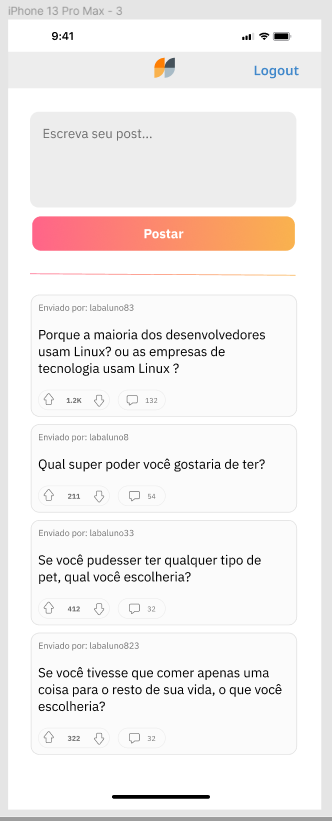 iPhone 13 Pro Max - 3
9:41
Logout
Escreva seu post...
Postar
Enviado por: labaluno83
Porque a maioria dos desenvolvedores
usam Linux? ou as empresas de
tecnologia usam Linux ?
1.2K 132
Enviado por: labaluno8
Qual super poder você gostaria de ter?
211 54
Enviado por: labaluno33
Se você pudesser ter qualquer tipo de
pet, qual você escolheria?
412 32
Enviado por: labaluno823
Se você tivesse que comer apenas uma
coisa para o resto de sua vida, o que você
escolheria?
322 32